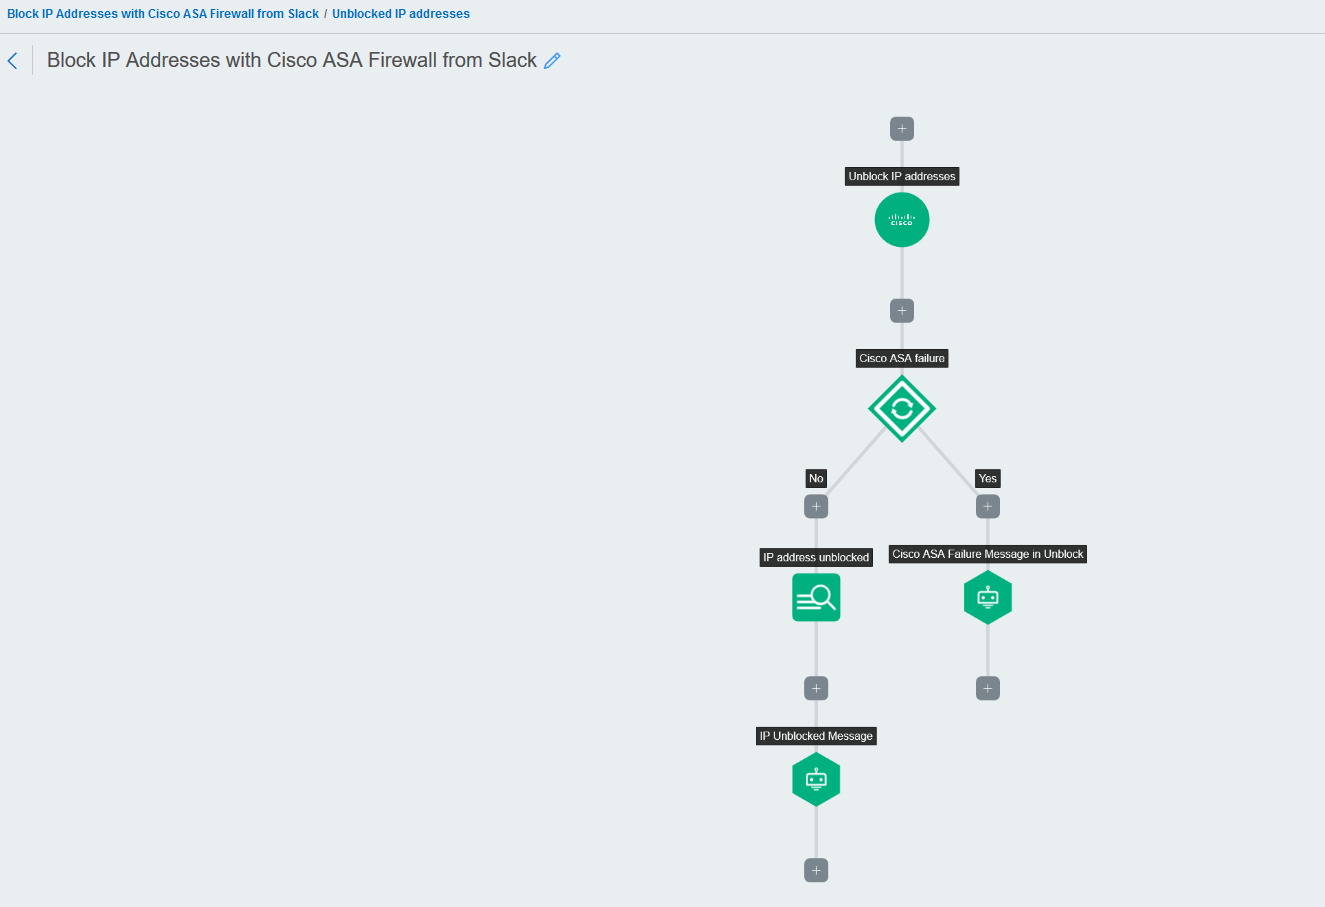 Block IP Addresses with Cisco ASA Firewall from Slack / Unblocked IP addresses
Block IP Addresses with Cisco ASA Firewall from Slack
Unblock IP addresses
CISCO
Cisco ASA failure
No
Yes
IP address unblocked
Cisco ASA Failure Message in Unblock
IP Unblocked Message